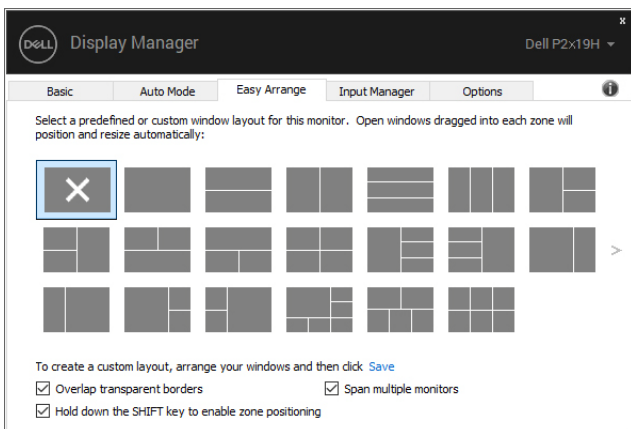 x
DELL Display Manager Dell P2x19H
Basic Auto Mode Easy Arrange Input Manager Options
Select a predefined or custom window layout for this monitor. Open windows dragged into each zone will
position and resize automatically:
To create a custom layout, arrange your windows and then click Save
Overlap transparent borders Span multiple monitors
Hold down the SHIFT key to enable zone positioning